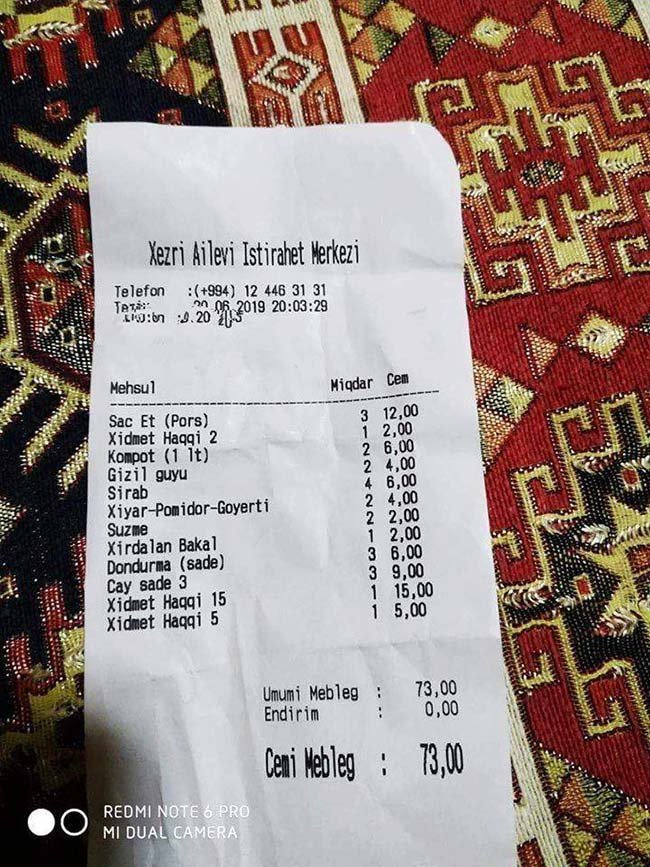 Xezri Ailevi Istirahet Merkezi
Telefon :(+994) 12 446 31 31
06 2019 20:03:29
Mehsul Miqdar Cem
Sac Et (Pors) 3 12,00
Xidmet Haqqi 2 1 2,00
Kompot (1 lt) 2 6,00
Gizil guyu 2 4,00
Sirab 4 6,00
Xiyar-Pomidor-Goyerti 2 4,00
Suzme 2 2,00
Xirdalan Bakal 1 2,00
Dondurma (sade) 3 6,00
Cay sade 3 3 9,00
Xidmet Haqqi 15 1 15,00
Xidmet Haqqi 5 1 5,00
Umumi Mebleg : 73,00
Endirim : 0,00
Cemi Mebleg : 73,00
REDMI NOTE 6 PRO
MI DUAL CAMERA